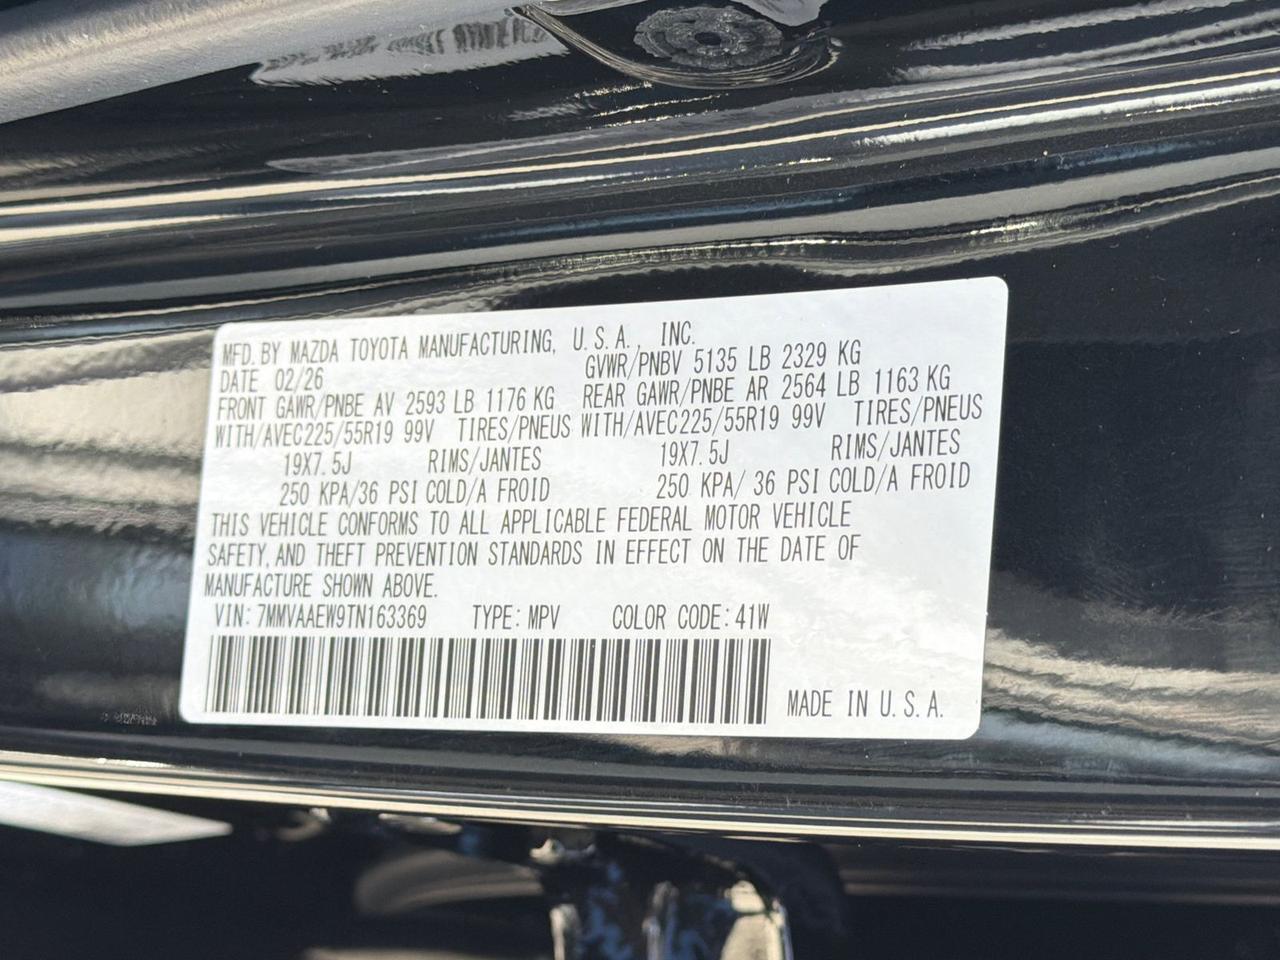 MFD. BY MAZDA TOYOTA MANUFACTURING, U.S.A., INC.
DATE 02/26 GVWR/PNBV 5135 LB 2329 KG
FRONT GAWR/PNBE AV 2593 LB 1176 KG REAR GAWR/PNBE AR 2564 LB 1163 KG
WITH/AVEC225/55R19 99V TIRES/PNEUS WITH/AVEC225/55R19 99V TIRES/PNEUS
19X7.5J RIMS/JANTES 19X7.5J RIMS/JANTES
250 KPA/36 PSI COLD/A FROID 250 KPA/ 36 PSI COLD/A FROID
THIS VEHICLE CONFORMS TO ALL APPLICABLE FEDERAL MOTOR VEHICLE
SAFETY, AND THEFT PREVENTION STANDARDS IN EFFECT ON THE DATE OF
MANUFACTURE SHOWN ABOVE.
VIN: 7MMVAAEW9TN163369 TYPE: MPV COLOR CODE: 41W
MADE IN U.S.A.